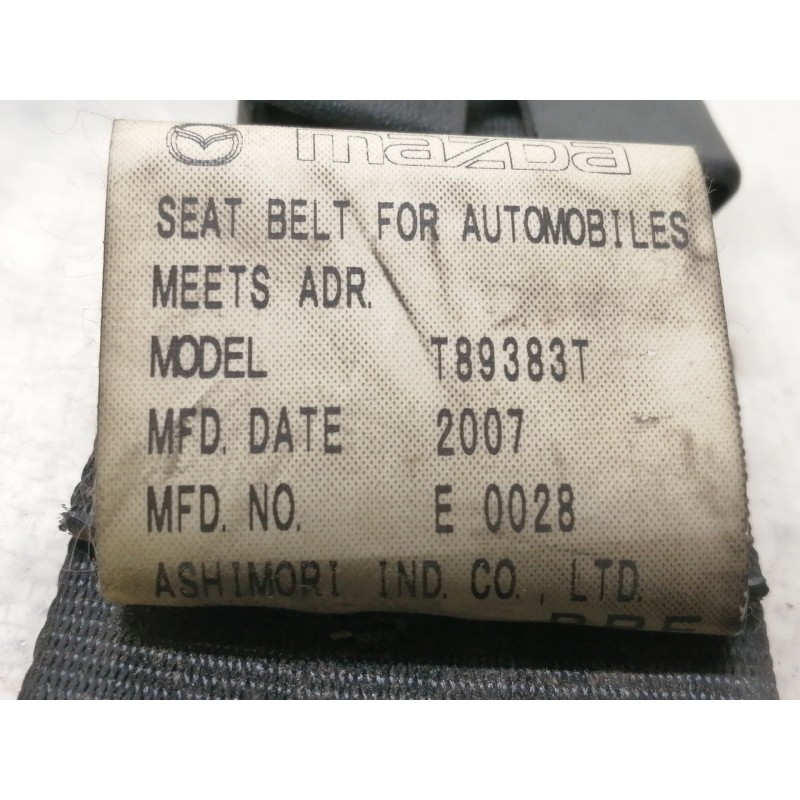 mazda
SEAT BELT FOR AUTOMOBILES
MEETS ADR.
MODEL T89383T
MFD. DATE 2007
MFD. NO. E 0028
ASHIMORI IND. CO., LTD.